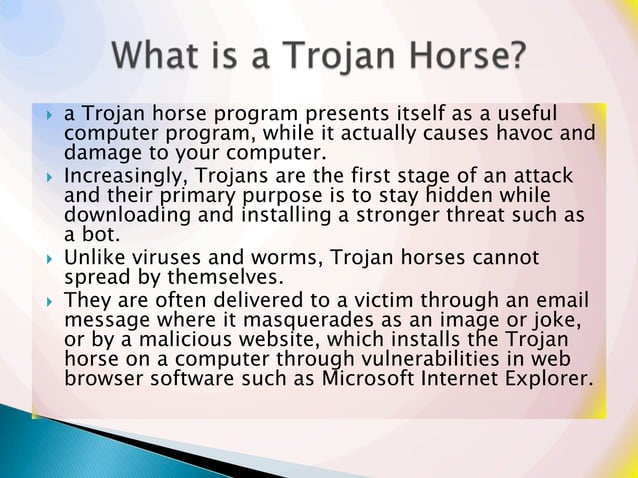 What is a Trojan Horse?
a Trojan horse program presents itself as a useful
computer program, while it actually causes havoc and
damage to your computer.
Increasingly, Trojans are the first stage of an attack
and their primary purpose is to stay hidden while
downloading and installing a stronger threat such as
a bot.
Unlike viruses and worms, Trojan horses cannot
spread by themselves.
They are often delivered to a victim through an email
message where it masquerades as an image or joke,
or by a malicious website, which installs the Trojan
horse on a computer through vulnerabilities in web
browser software such as Microsoft Internet Explorer.